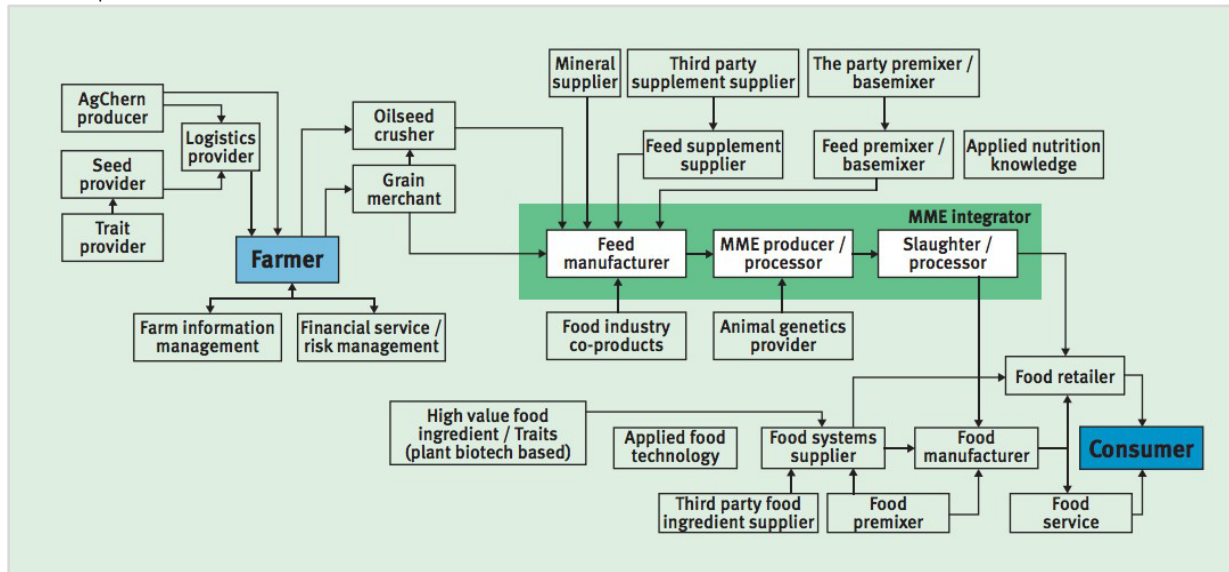 Mineral
supplier
Third party
supplement supplier
The party premixer /
basemixer
AgChern
producer
Logistics
provider
Seed
provider
Trait
provider
Oilseed
crusher
Grain
merchant
Feed supplement
supplier
Feed premixer /
basemixer
Applied nutrition
knowledge
MME integrator
Farmer
Feed
manufacturer
MME producer /
processor
Slaughter /
processor
Farm information
management
Financial service /
risk management
Food industry
co-products
Animal genetics
provider
Food retailer
High value food
ingredient / Traits
(plant biotech based)
Applied food
technology
Food systems
supplier
Food
manufacturer
Consumer
Third party food
ingredient supplier
Food
premixer
Food
service